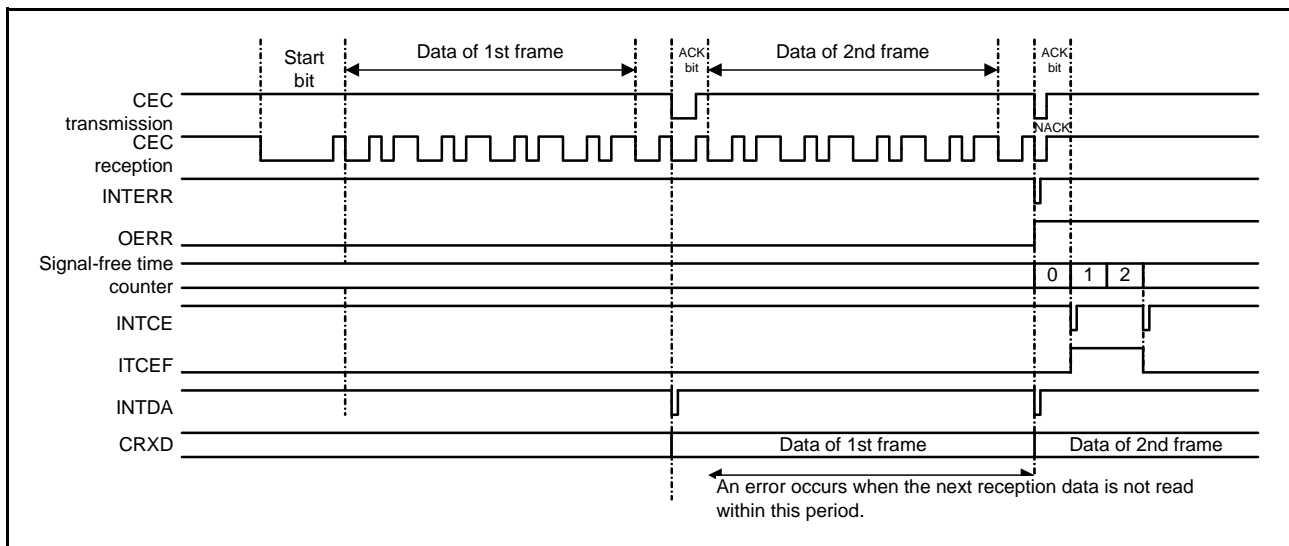 Start
bit
Data of 1st frame
ACK
bit
Data of 2nd frame
ACK
bit
CEC
transmission
NACK
CEC
reception
INTERR
OERR
Signal-free time
counter
0 1 2
INTCE
ITCEF
INTDA
CRXD
Data of 1st frame
Data of 2nd frame
An error occurs when the next reception data is not read
within this period.